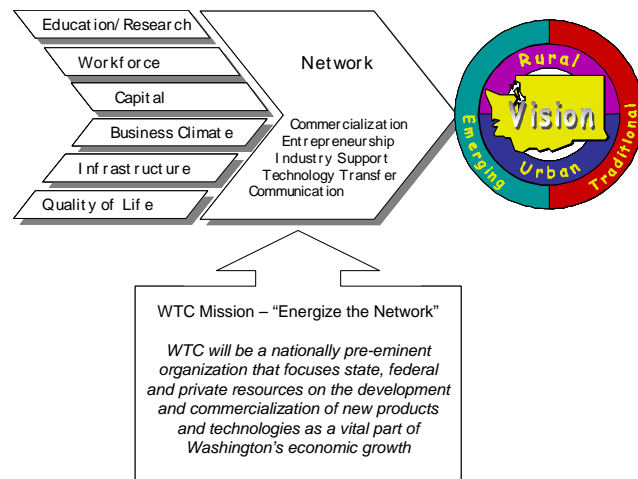 Education/ Research
Workforce
Capital
Business Climate
Infrastructure
Quality of Life
Network
Commercialization
Entrepreneurship
Industry Support
Technology Transfer
Communication
Rural
Vision
Urban
Emerging
Traditional
WTC Mission – “Energize the Network”
WTC will be a nationally pre-eminent
organization that focuses state, federal
and private resources on the development
and commercialization of new products
and technologies as a vital part of
Washington’s economic growth